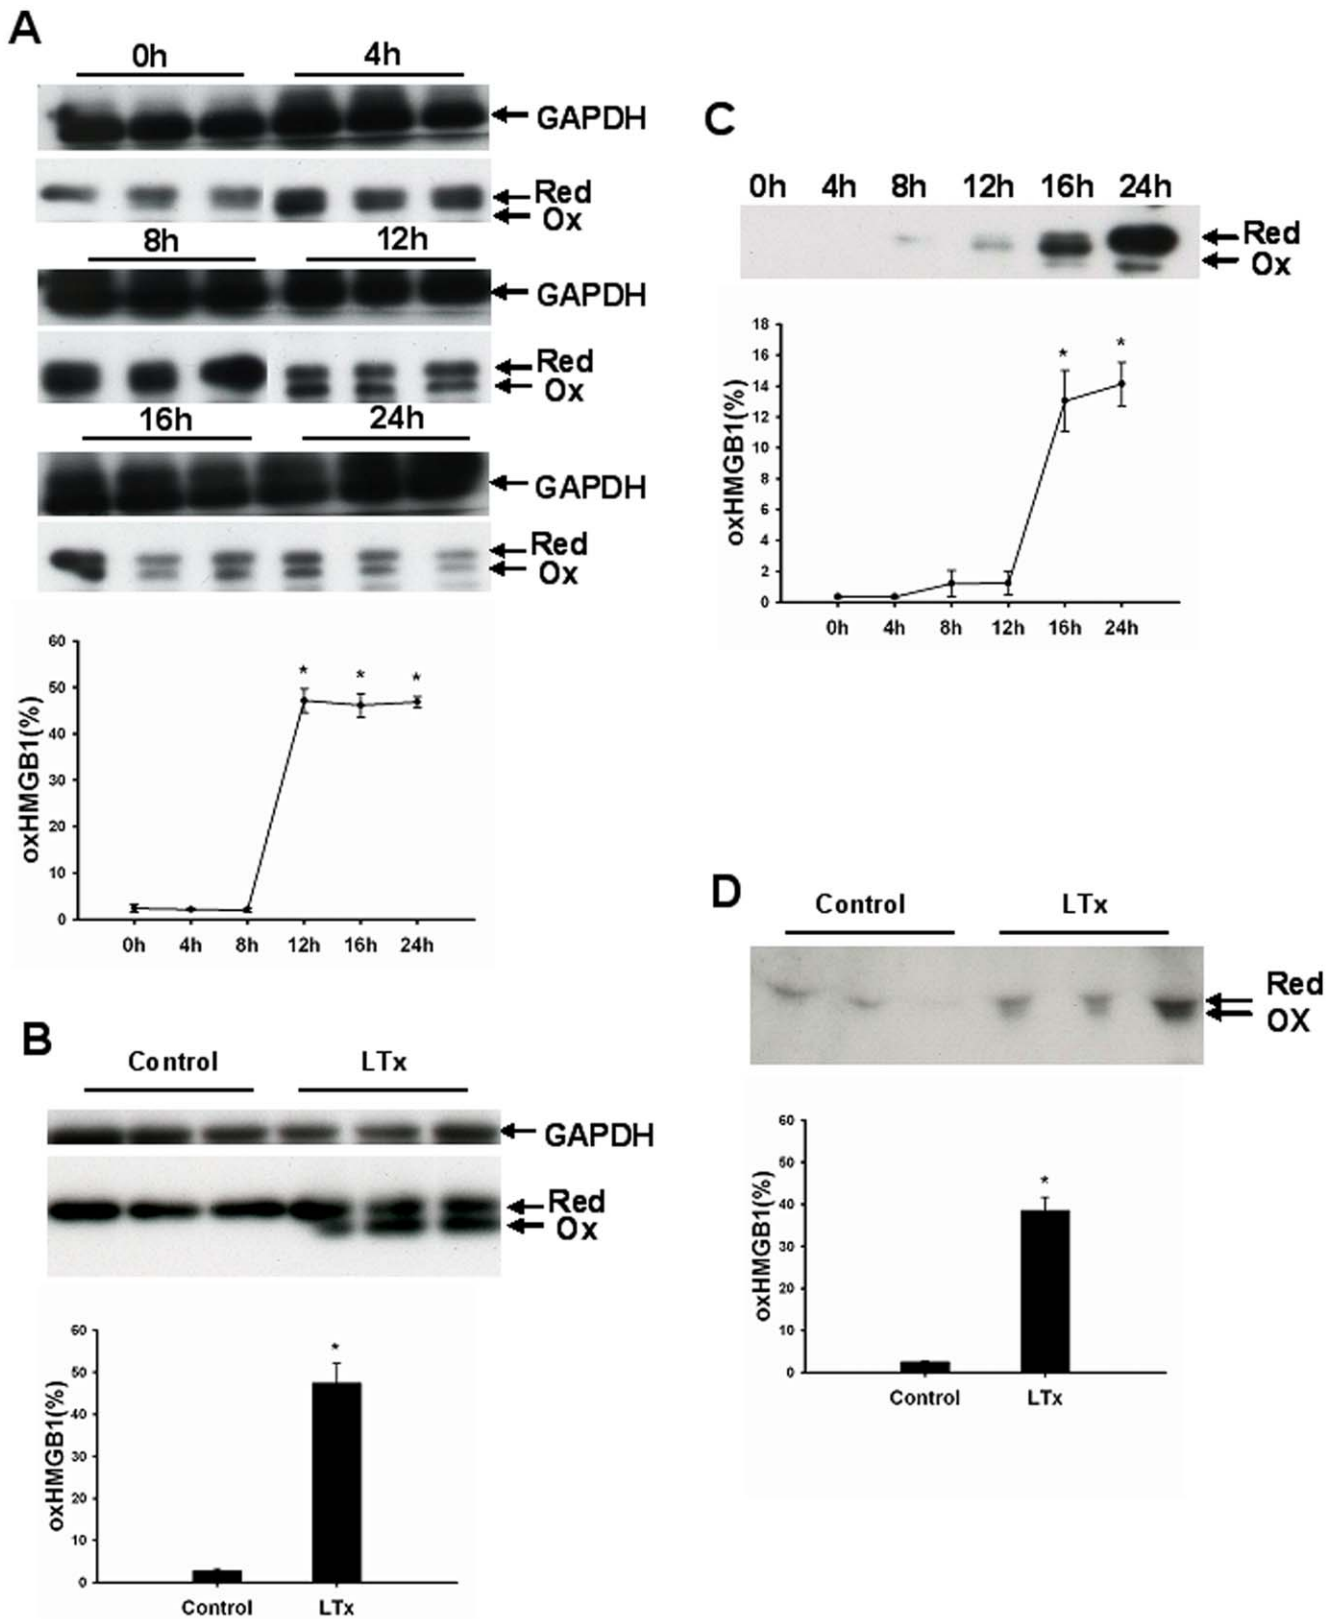 A
0h 4h
GAPDH
Red
Ox
8h 12h
GAPDH
Red
Ox
16h 24h
GAPDH
Red
Ox
60
50
40
30
20
10
0
oxHMGB1(%)
* * *
0h 4h 8h 12h 16h 24h
B
Control LTx
GAPDH
Red
Ox
60
50
40
30
20
10
0
oxHMGB1(%)
*
Control LTx
C
0h 4h 8h 12h 16h 24h
Red
Ox
18
16
14
12
10
8
6
4
2
0
oxHMGB1(%)
* *
0h 4h 8h 12h 16h 24h
D
Control LTx
Red
OX
60
50
40
30
20
10
0
oxHMGB1(%)
*
Control LTx